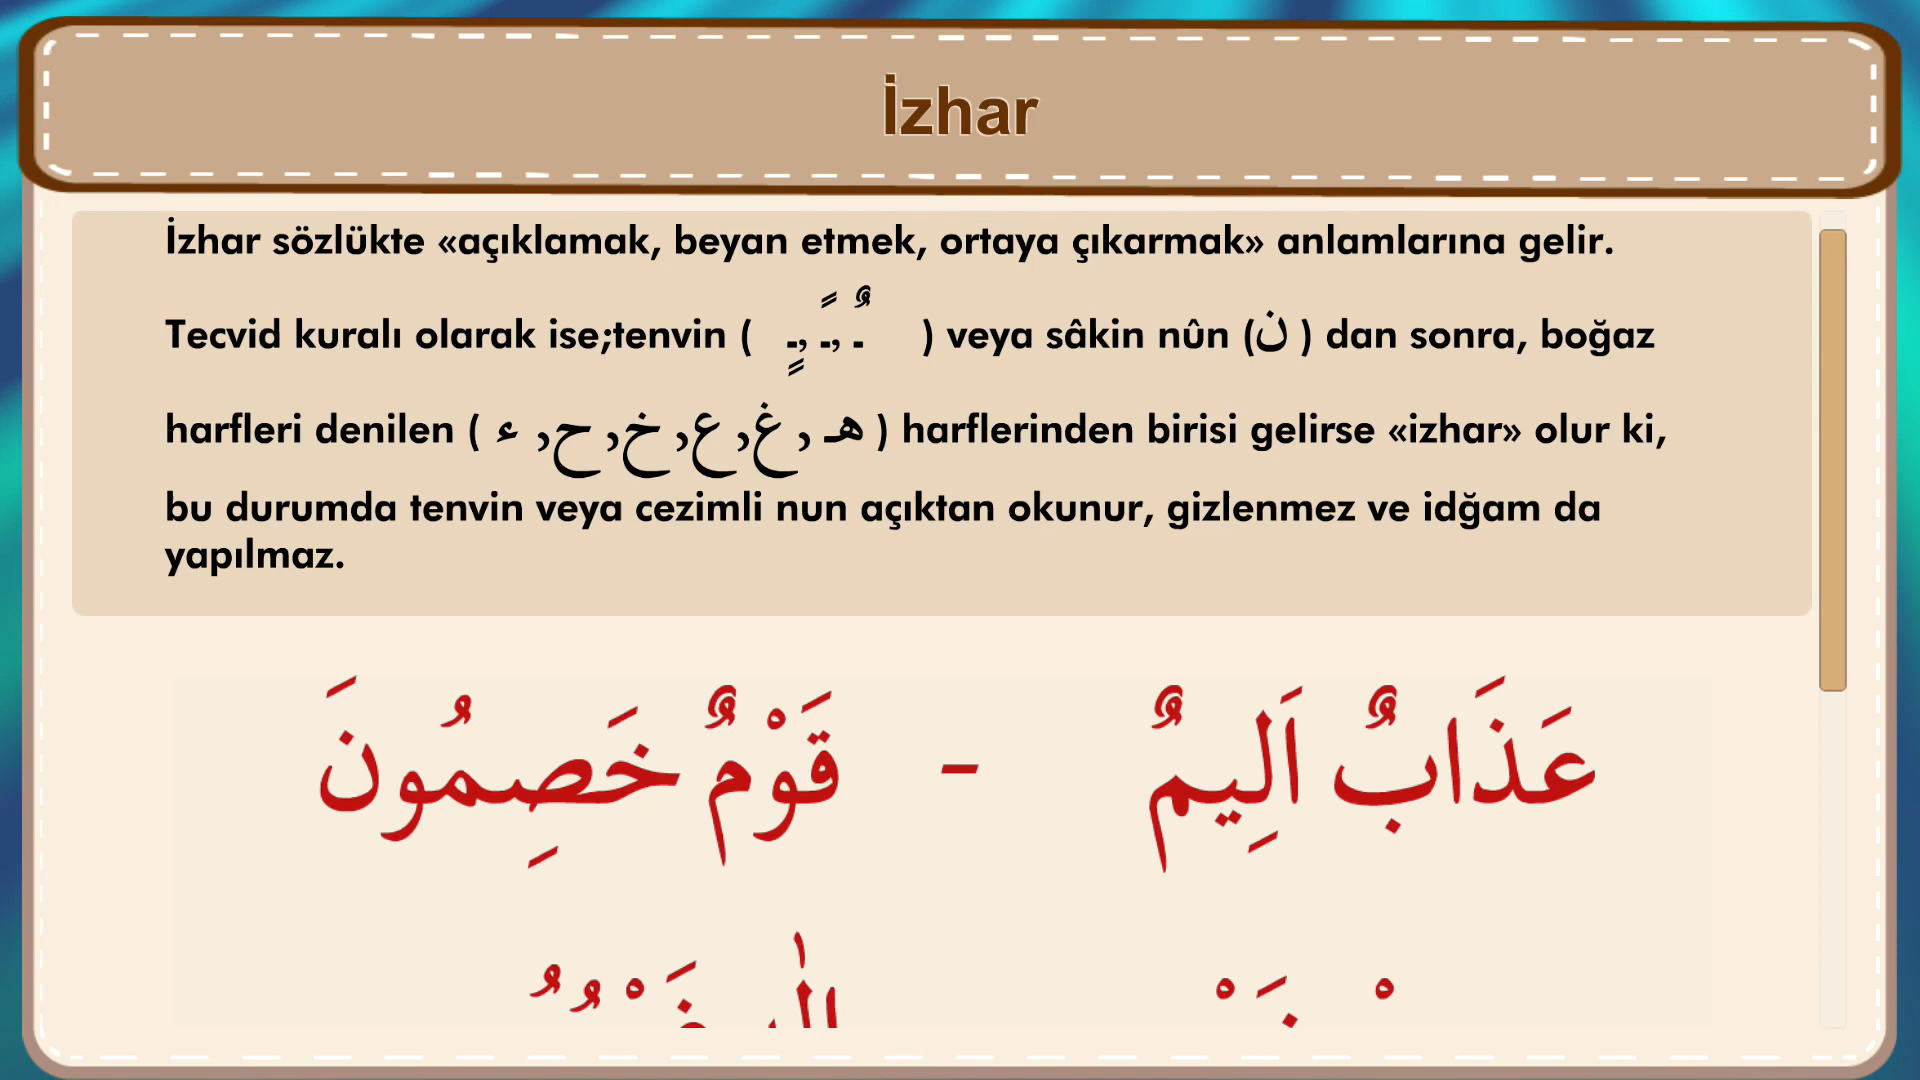 İzhar
İzhar sözlükte «açıklamak, beyan etmek, ortaya çıkarmak» anlamlarına gelir.
Tecvid kuralı olarak ise;tenvin ( ـٍ, ـً, ـٌ ) veya sâkin nûn (ن ) dan sonra, boğaz
harfleri denilen ( ء ,ح ,خ ,ع ,غ , هـ ) harflerinden birisi gelirse «izhar» olur ki,
bu durumda tenvin veya cezimli nun açıktan okunur, gizlenmez ve idğam da
yapılmaz.
عَذَابٌ اَلِيمٌ - قَوْمٌ خَصِمُونَ